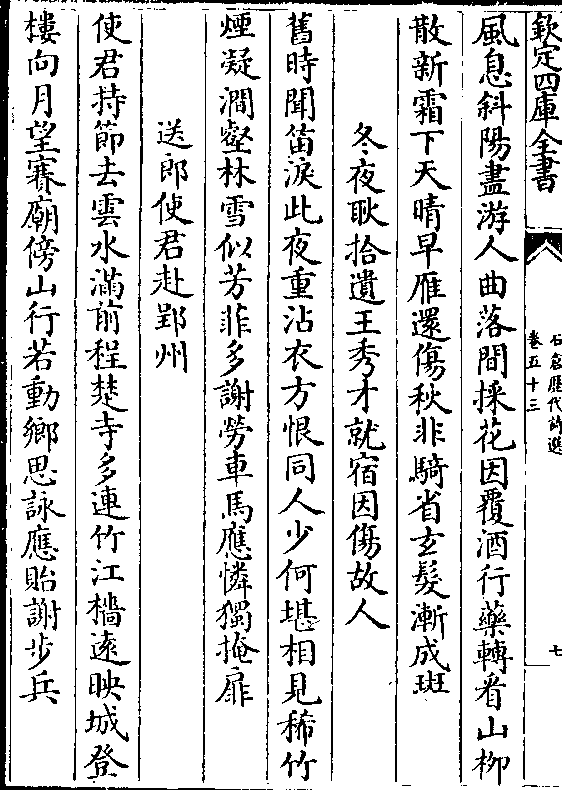 欽定四庫全書
石倉歷代詩選
卷五十三
七
風息斜陽盡游人曲落間採花因覆酒行藥轉看山柳
散新霜下天晴早雁還傷秋非騎省玄髮漸成斑
冬夜耿拾遺王秀才就宿因傷故人
舊時聞笛淚此夜重沾衣方恨同人少何堪相見稀竹
煙凝澗壑林雪似芳菲多謝勞車馬應憐獨掩扉
送郎使君赴郢州
使君持節去雲水滿前程楚寺多連竹江檣遠映城登
樓向月望賽廟傍山行若動鄉思詠應貽謝步兵